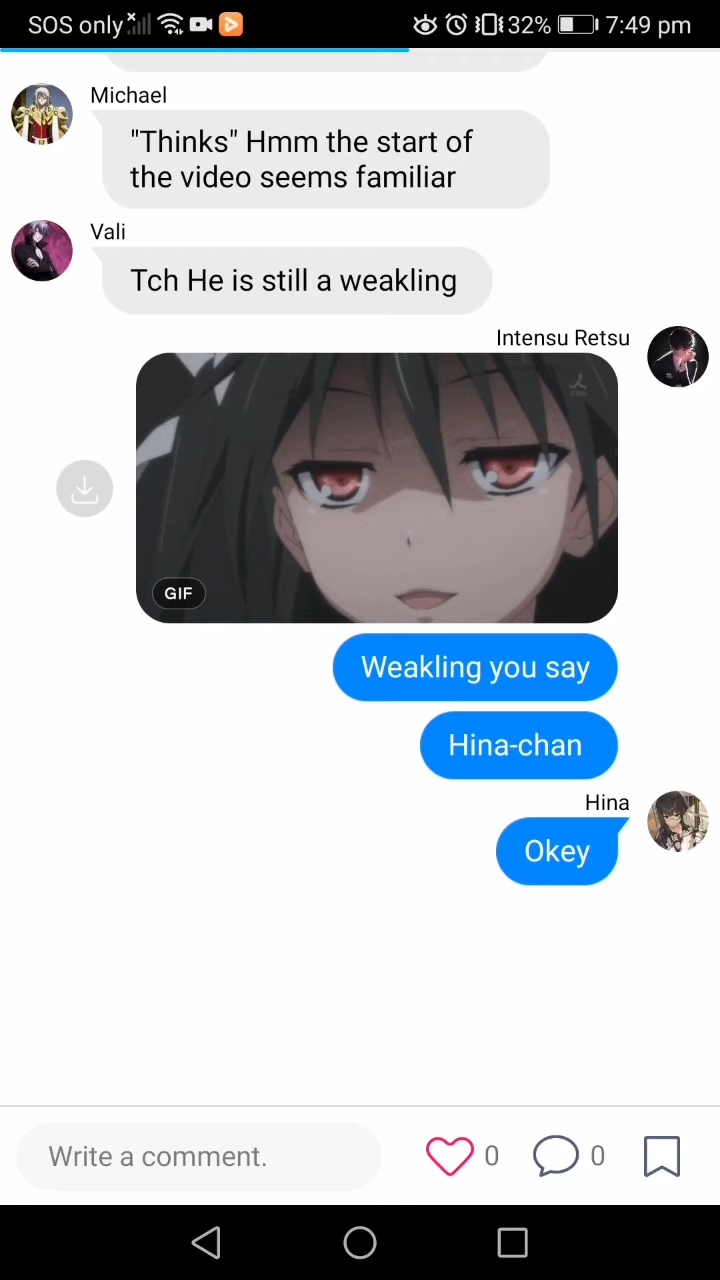 SOS only
32%
7:49 pm
Michael
"Thinks" Hmm the start of
the video seems familiar
Vali
Tch He is still a weakling
Intensu Retsu
GIF
Weakling you say
Hina-chan
Hina
Okey
Write a comment.
0
0